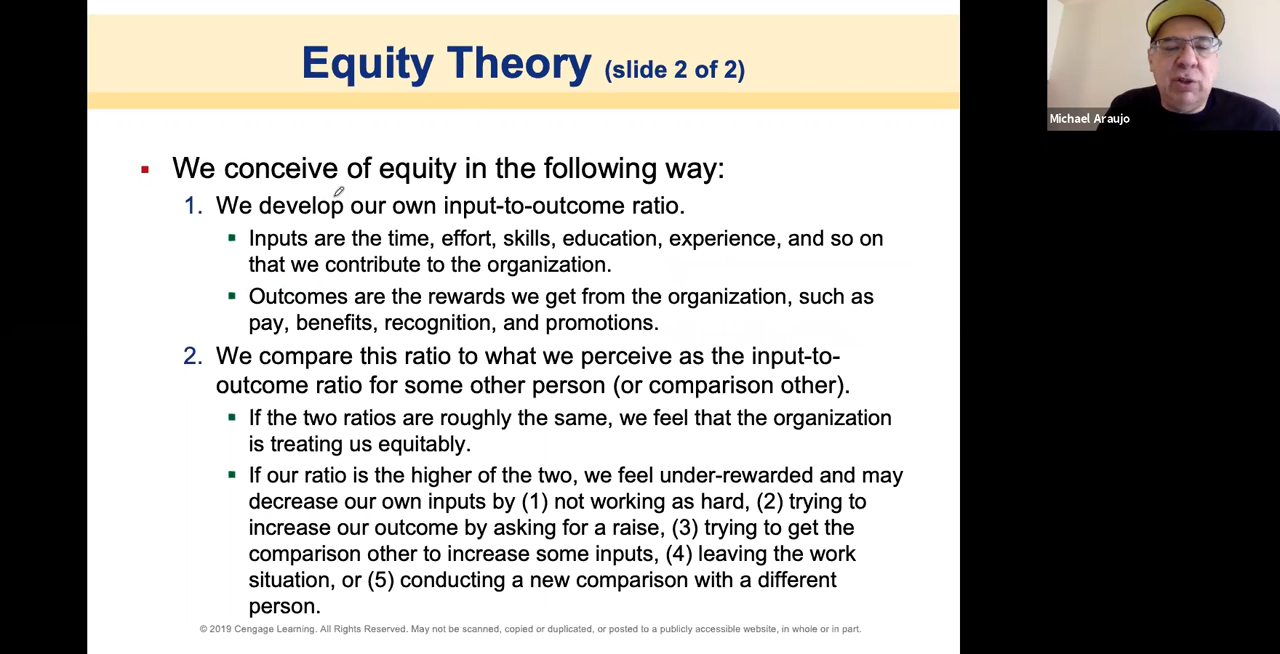 Equity Theory (slide 2 of 2)
Michael Araujo
▪ We conceive of equity in the following way:
1. We develop our own input-to-outcome ratio.
▪ Inputs are the time, effort, skills, education, experience, and so on
that we contribute to the organization.
▪ Outcomes are the rewards we get from the organization, such as
pay, benefits, recognition, and promotions.
2. We compare this ratio to what we perceive as the input-to-
outcome ratio for some other person (or comparison other).
▪ If the two ratios are roughly the same, we feel that the organization
is treating us equitably.
▪ If our ratio is the higher of the two, we feel under-rewarded and may
decrease our own inputs by (1) not working as hard, (2) trying to
increase our outcome by asking for a raise, (3) trying to get the
comparison other to increase some inputs, (4) leaving the work
situation, or (5) conducting a new comparison with a different
person.
© 2019 Cengage Learning. All Rights Reserved. May not be scanned, copied or duplicated, or posted to a publicly accessible website, in whole or in part.